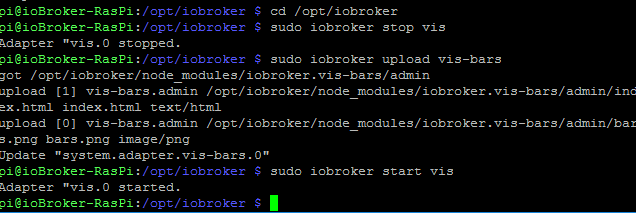 pi@ioBroker-RasPi:/opt/iobroker $ cd /opt/iobroker
pi@ioBroker-RasPi:/opt/iobroker $ sudo iobroker stop vis
Adapter "vis.0 stopped.
pi@ioBroker-RasPi:/opt/iobroker $ sudo iobroker upload vis-bars
got /opt/iobroker/node_modules/iobroker.vis-bars/admin
upload [1] vis-bars.admin /opt/iobroker/node_modules/iobroker.vis-bars/admin/ind
ex.html index.html text/html
upload [0] vis-bars.admin /opt/iobroker/node_modules/iobroker.vis-bars/admin/bar
s.png bars.png image/png
Update "system.adapter.vis-bars.0"
pi@ioBroker-RasPi:/opt/iobroker $ sudo iobroker start vis
Adapter "vis.0 started.
pi@ioBroker-RasPi:/opt/iobroker $